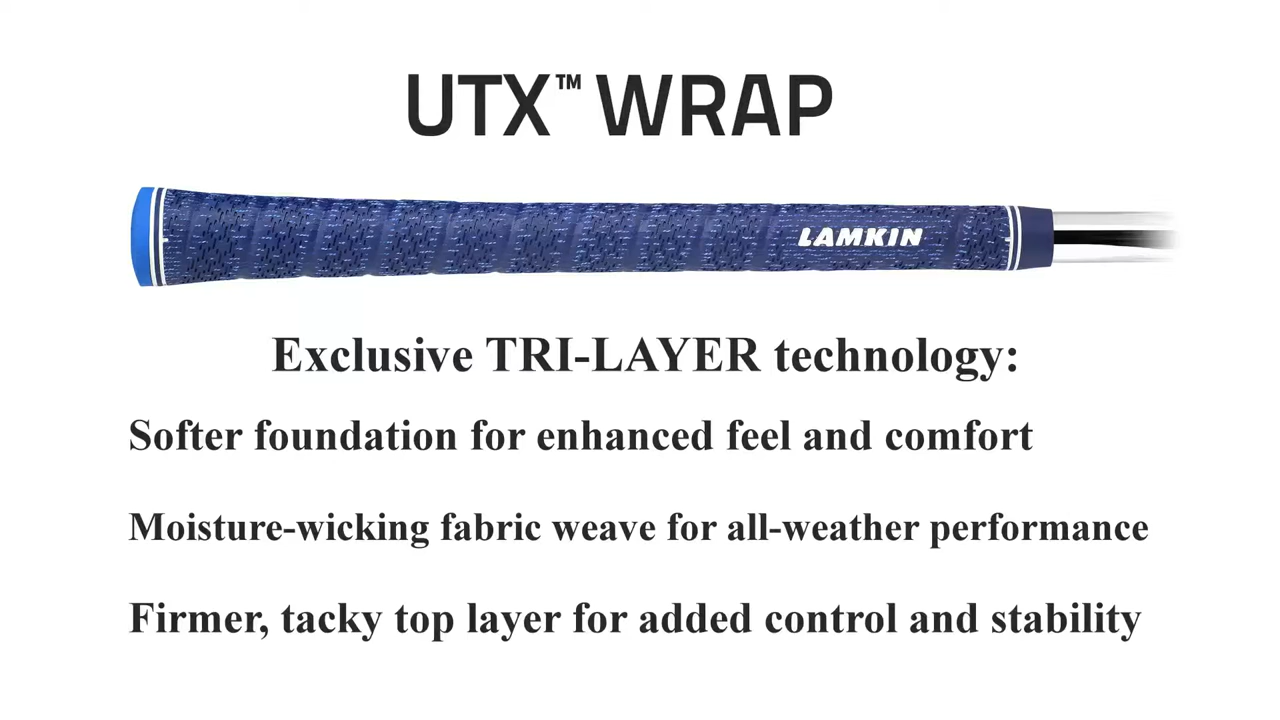 UTX™ WRAP
LAMKIN
Exclusive TRI-LAYER technology:
Softer foundation for enhanced feel and comfort
Moisture-wicking fabric weave for all-weather performance
Firmer, tacky top layer for added control and stability